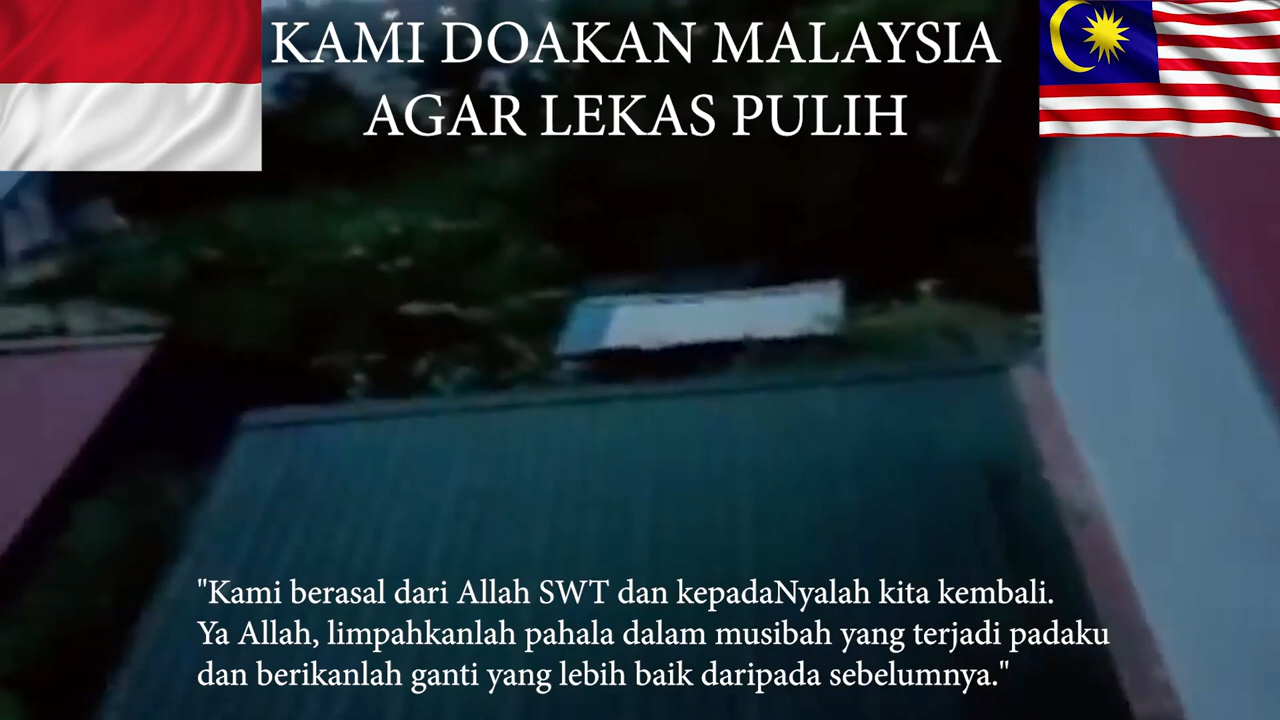 KAMI DOAKAN MALAYSIA
AGAR LEKAS PULIH
"Kami berasal dari Allah SWT dan kepadaNyalah kita kembali.
Ya Allah, limpahkanlah pahala dalam musibah yang terjadi padaku
dan berikanlah ganti yang lebih baik daripada sebelumnya."